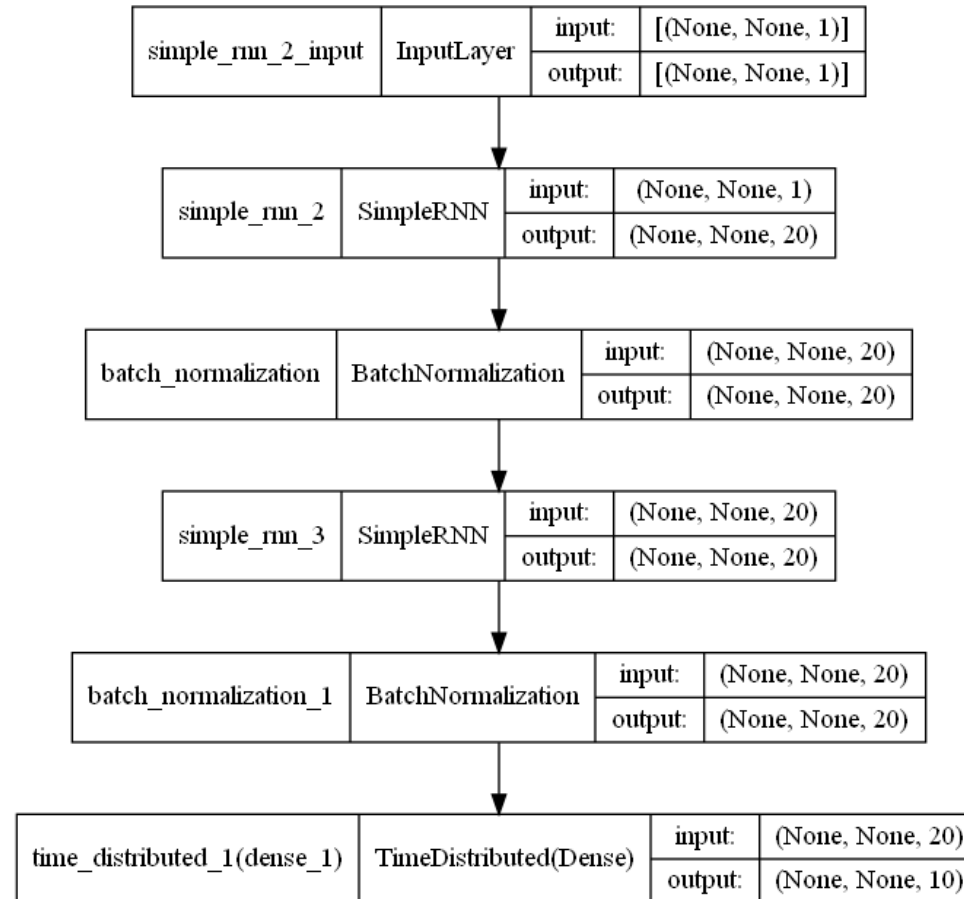 simple_rnn_2_input InputLayer input: [(None, None, 1)]
output: [(None, None, 1)]
simple_rnn_2 SimpleRNN input: (None, None, 1)
output: (None, None, 20)
batch_normalization BatchNormalization input: (None, None, 20)
output: (None, None, 20)
simple_rnn_3 SimpleRNN input: (None, None, 20)
output: (None, None, 20)
batch_normalization_1 BatchNormalization input: (None, None, 20)
output: (None, None, 20)
time_distributed_1(dense_1) TimeDistributed(Dense) input: (None, None, 20)
output: (None, None, 10)